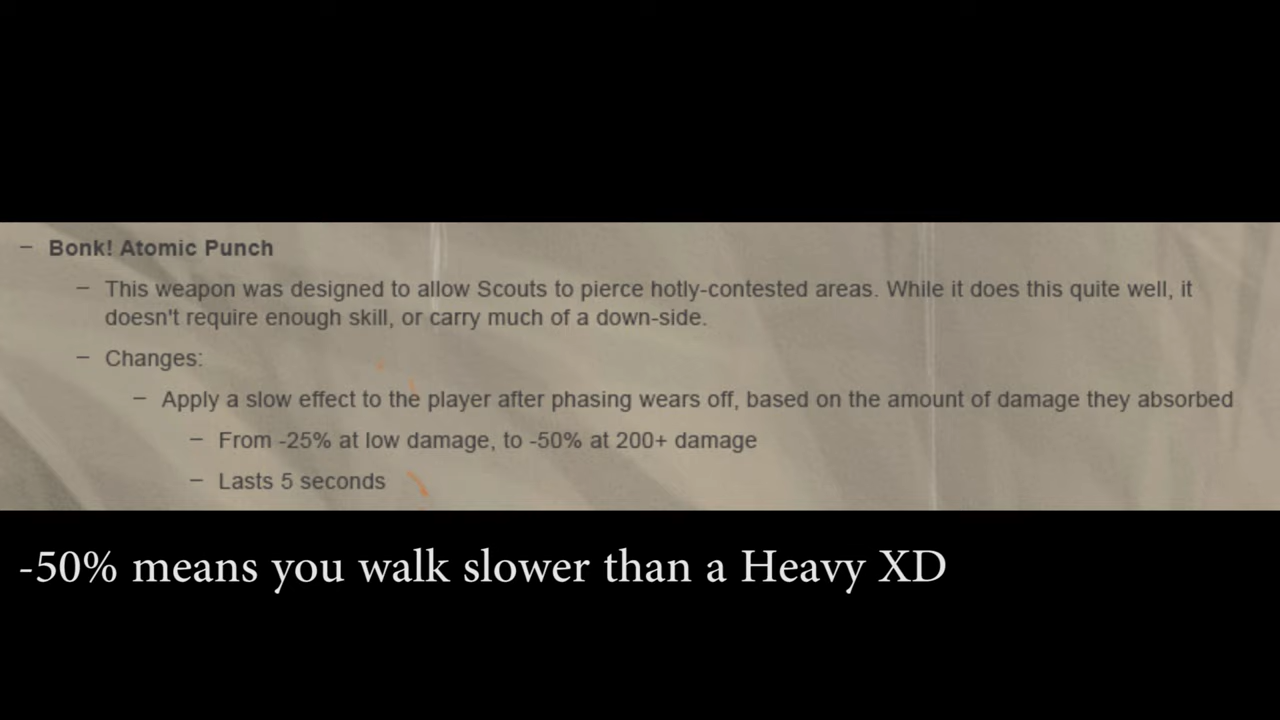 – Bonk! Atomic Punch
– This weapon was designed to allow Scouts to pierce hotly-contested areas. While it does this quite well, it
doesn't require enough skill, or carry much of a down-side.
– Changes:
– Apply a slow effect to the player after phasing wears off, based on the amount of damage they absorbed
– From -25% at low damage, to -50% at 200+ damage
– Lasts 5 seconds
-50% means you walk slower than a Heavy XD